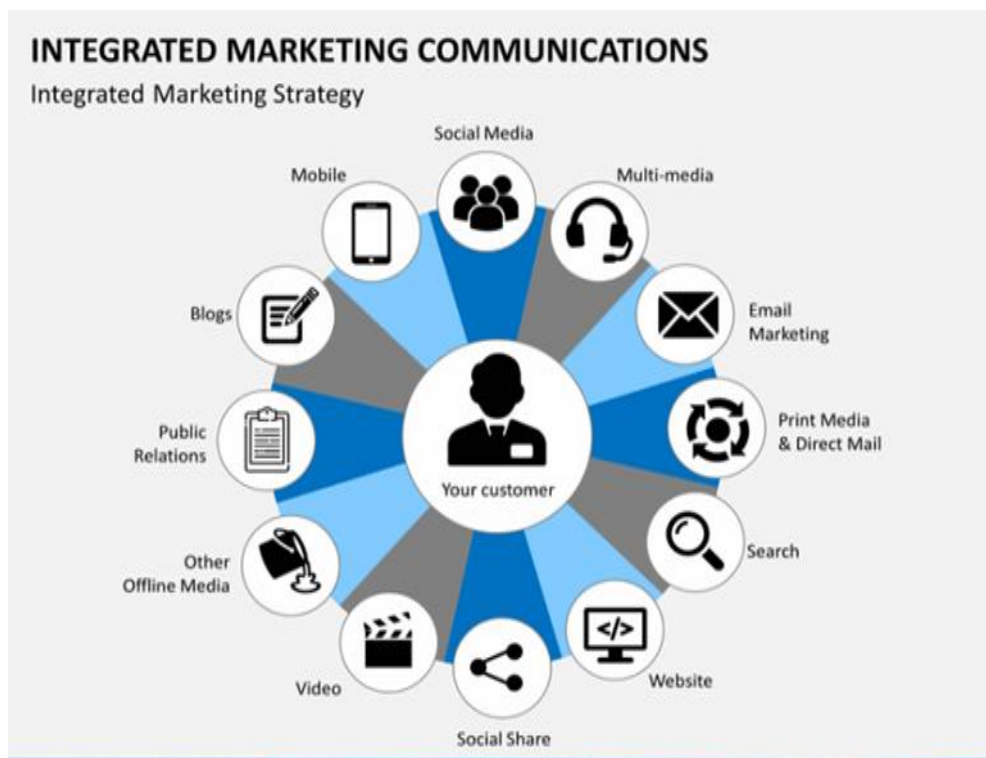 INTEGRATED MARKETING COMMUNICATIONS
Integrated Marketing Strategy
Social Media
Mobile
Multi-media
Blogs
Email
Marketing
Public
Relations
Print Media
& Direct Mail
Your customer
Other
Offline Media
Search
</>
Video
Website
Social Share